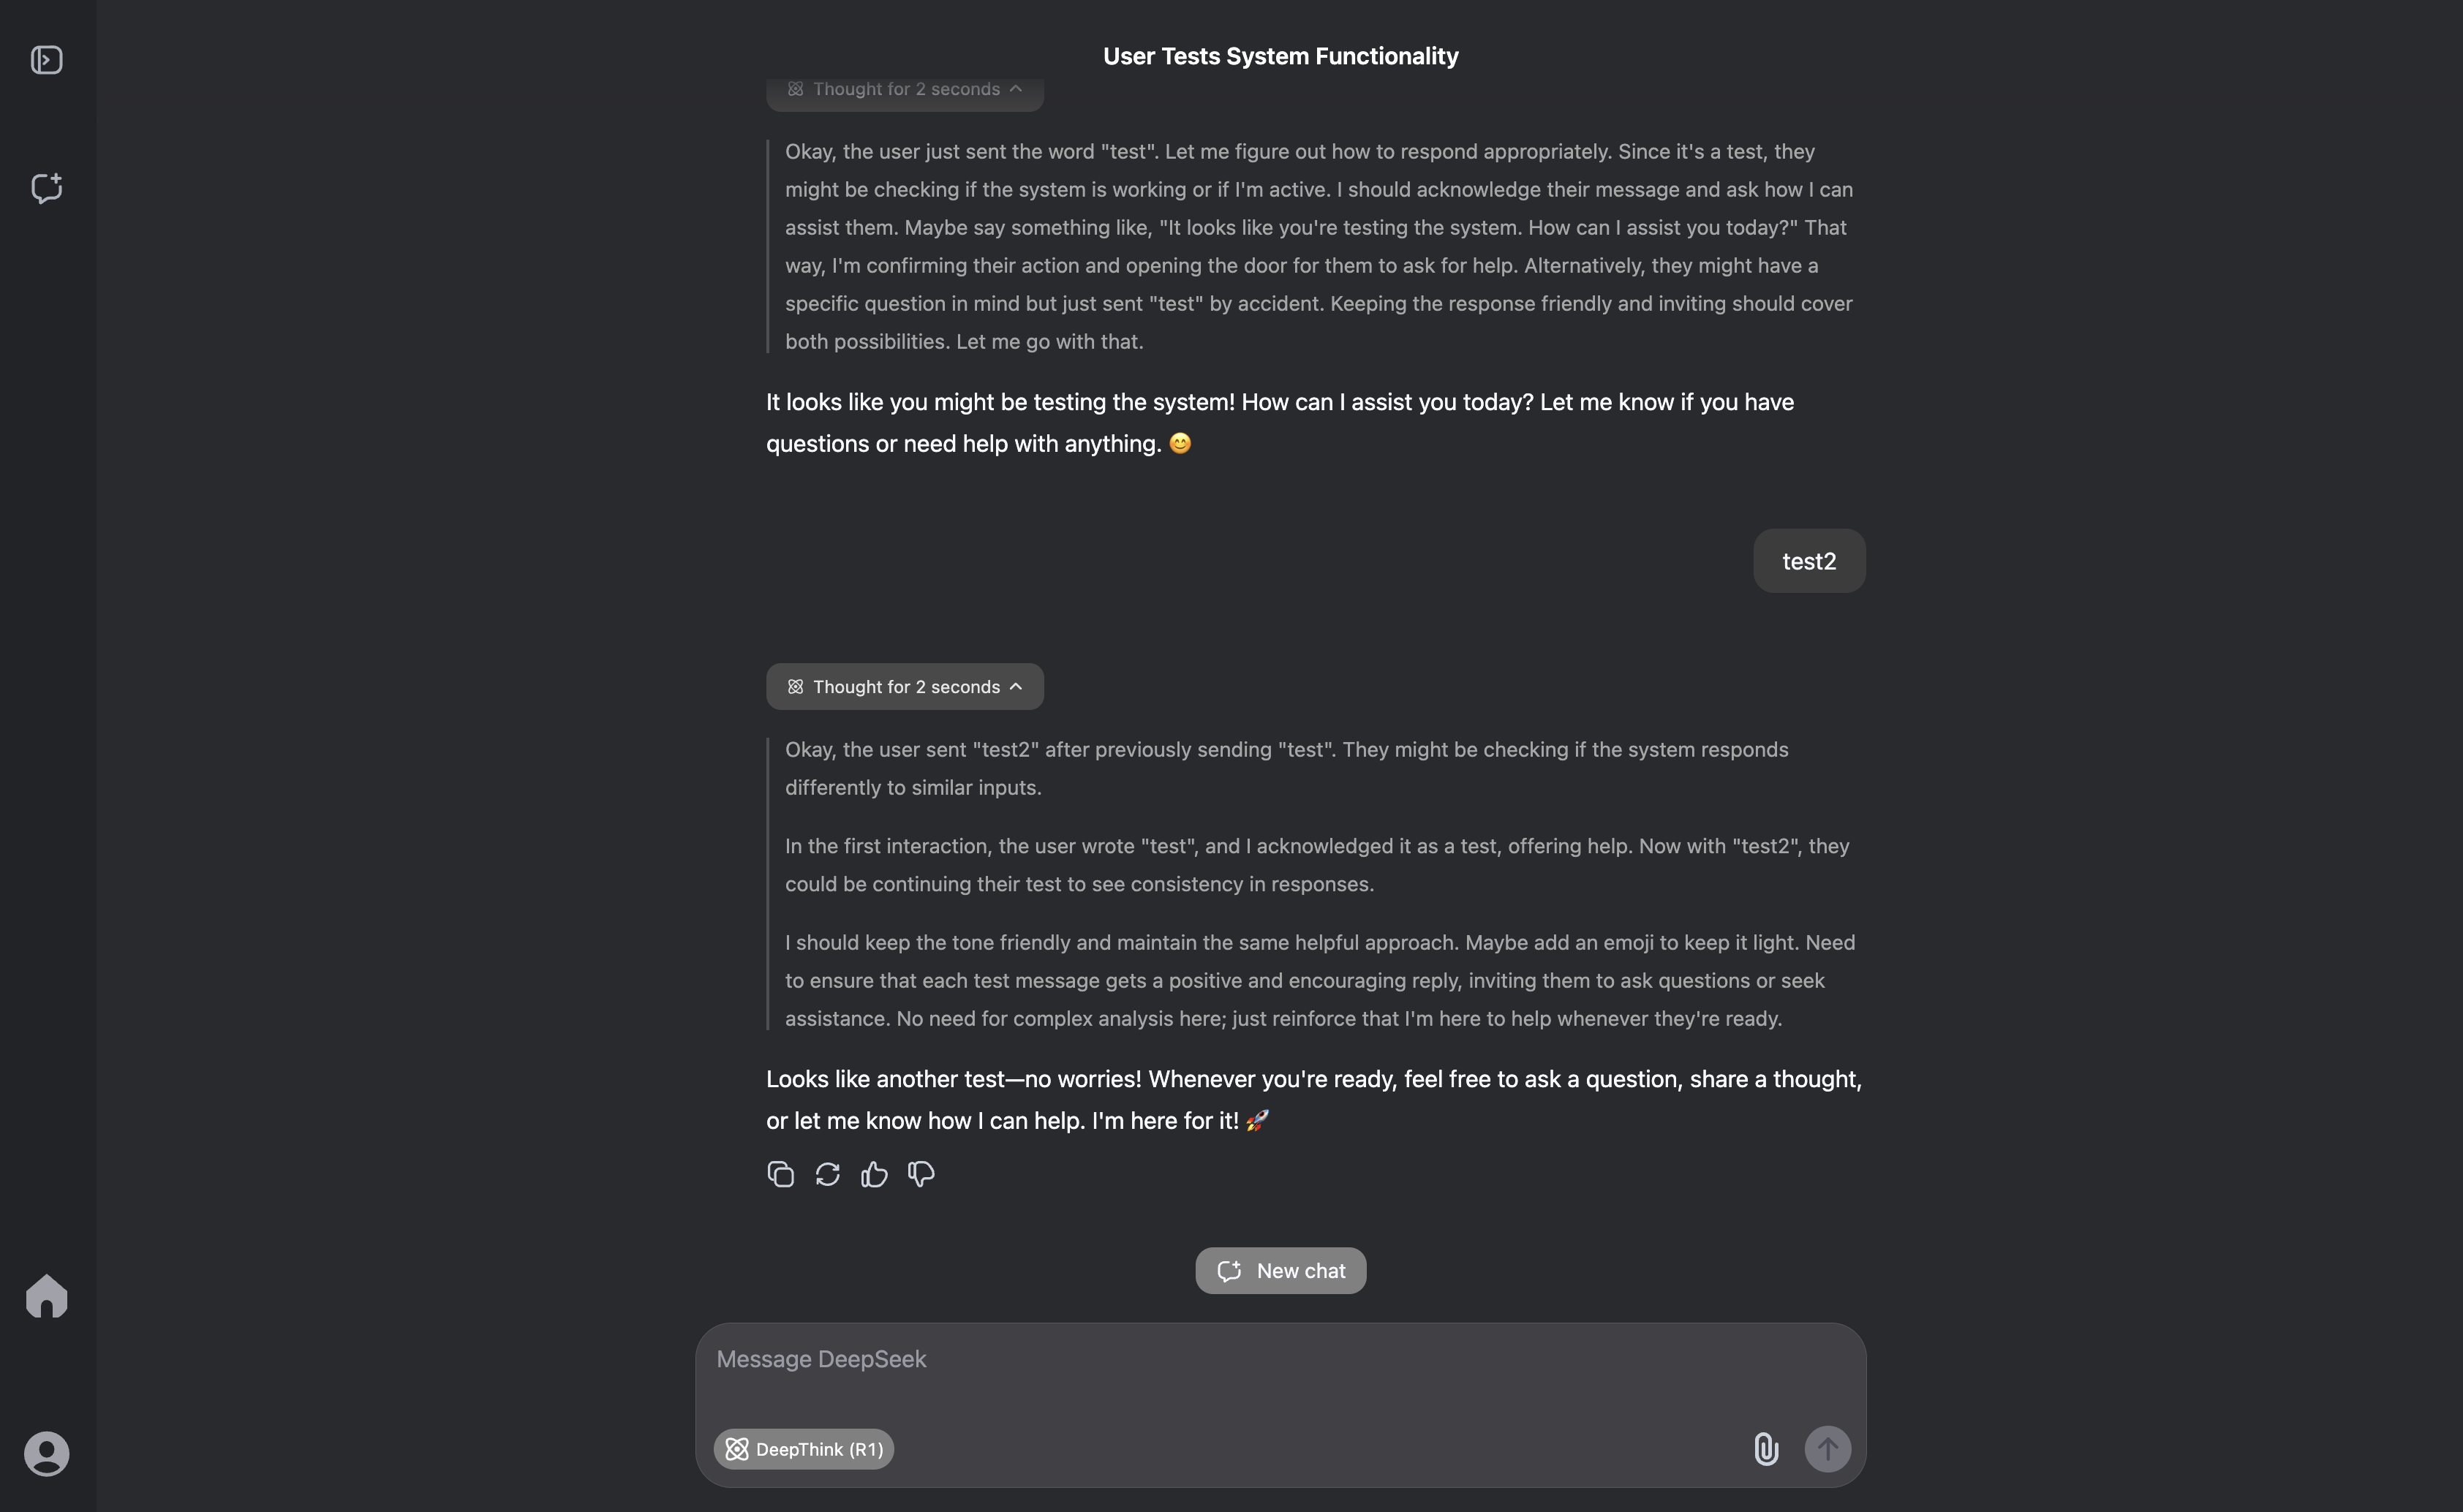 User Tests System Functionality
Thought for 2 seconds
Okay, the user just sent the word "test". Let me figure out how to respond appropriately. Since it's a test, they
might be checking if the system is working or if I'm active. I should acknowledge their message and ask how I can
assist them. Maybe say something like, "It looks like you're testing the system. How can I assist you today?" That
way, I'm confirming their action and opening the door for them to ask for help. Alternatively, they might have a
specific question in mind but just sent "test" by accident. Keeping the response friendly and inviting should cover
both possibilities. Let me go with that.
It looks like you might be testing the system! How can I assist you today? Let me know if you have
questions or need help with anything. 😊
test2
Thought for 2 seconds
Okay, the user sent "test2" after previously sending "test". They might be checking if the system responds
differently to similar inputs.
In the first interaction, the user wrote "test", and I acknowledged it as a test, offering help. Now with "test2", they
could be continuing their test to see consistency in responses.
I should keep the tone friendly and maintain the same helpful approach. Maybe add an emoji to keep it light. Need
to ensure that each test message gets a positive and encouraging reply, inviting them to ask questions or seek
assistance. No need for complex analysis here; just reinforce that I'm here to help whenever they're ready.
Looks like another test—no worries! Whenever you're ready, feel free to ask a question, share a thought,
or let me know how I can help. I'm here for it! 🚀
New chat
Message DeepSeek
DeepThink (R1)